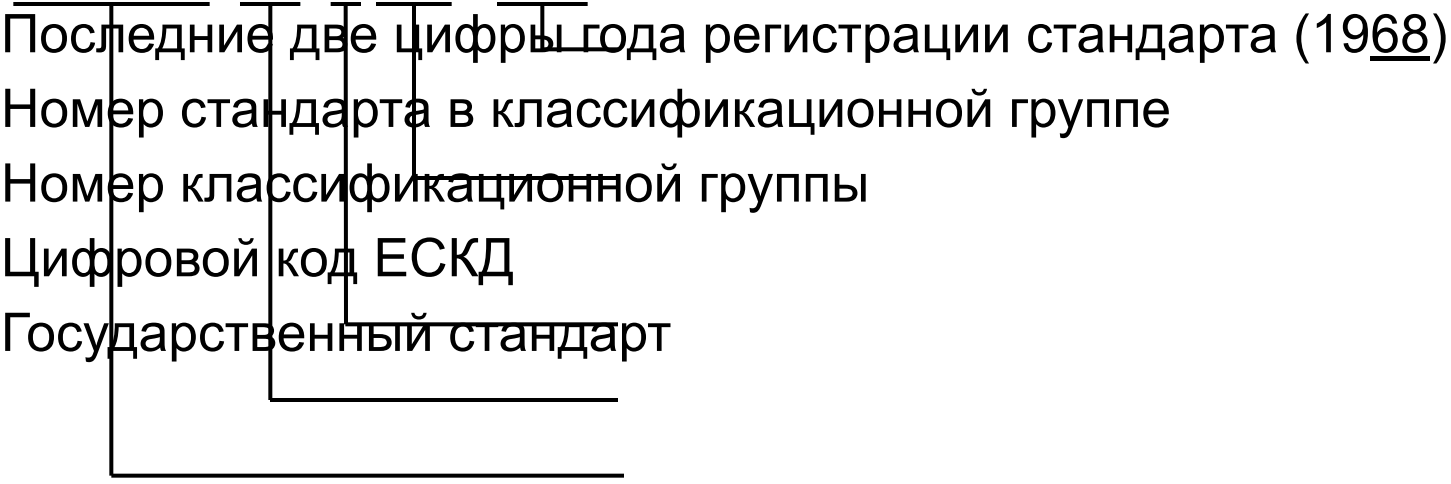 Последние две цифры года регистрации стандарта (1968)
Номер стандарта в классификационной группе
Номер классификационной группы
Цифровой код ЕСКД
Государственный стандарт